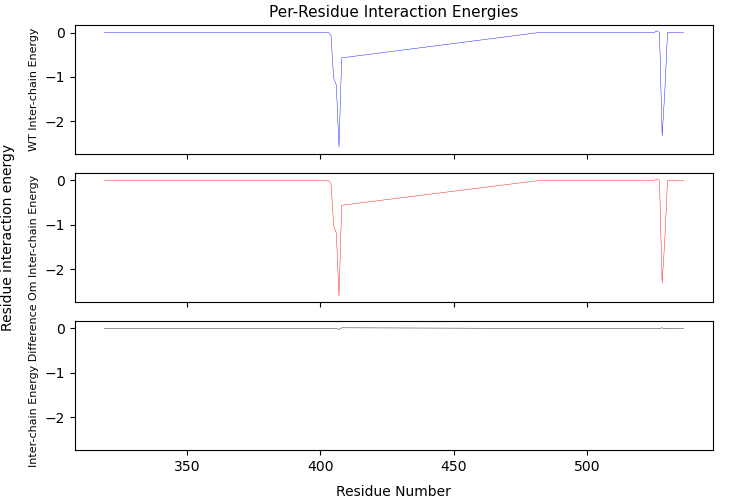 Per-Residue Interaction Energies
Residue interaction energy
WT Inter-chain Energy
0
−1
−2
Om Inter-chain Energy
0
−1
−2
Inter-chain Energy Difference
0
−1
−2
350
400
450
500
Residue Number